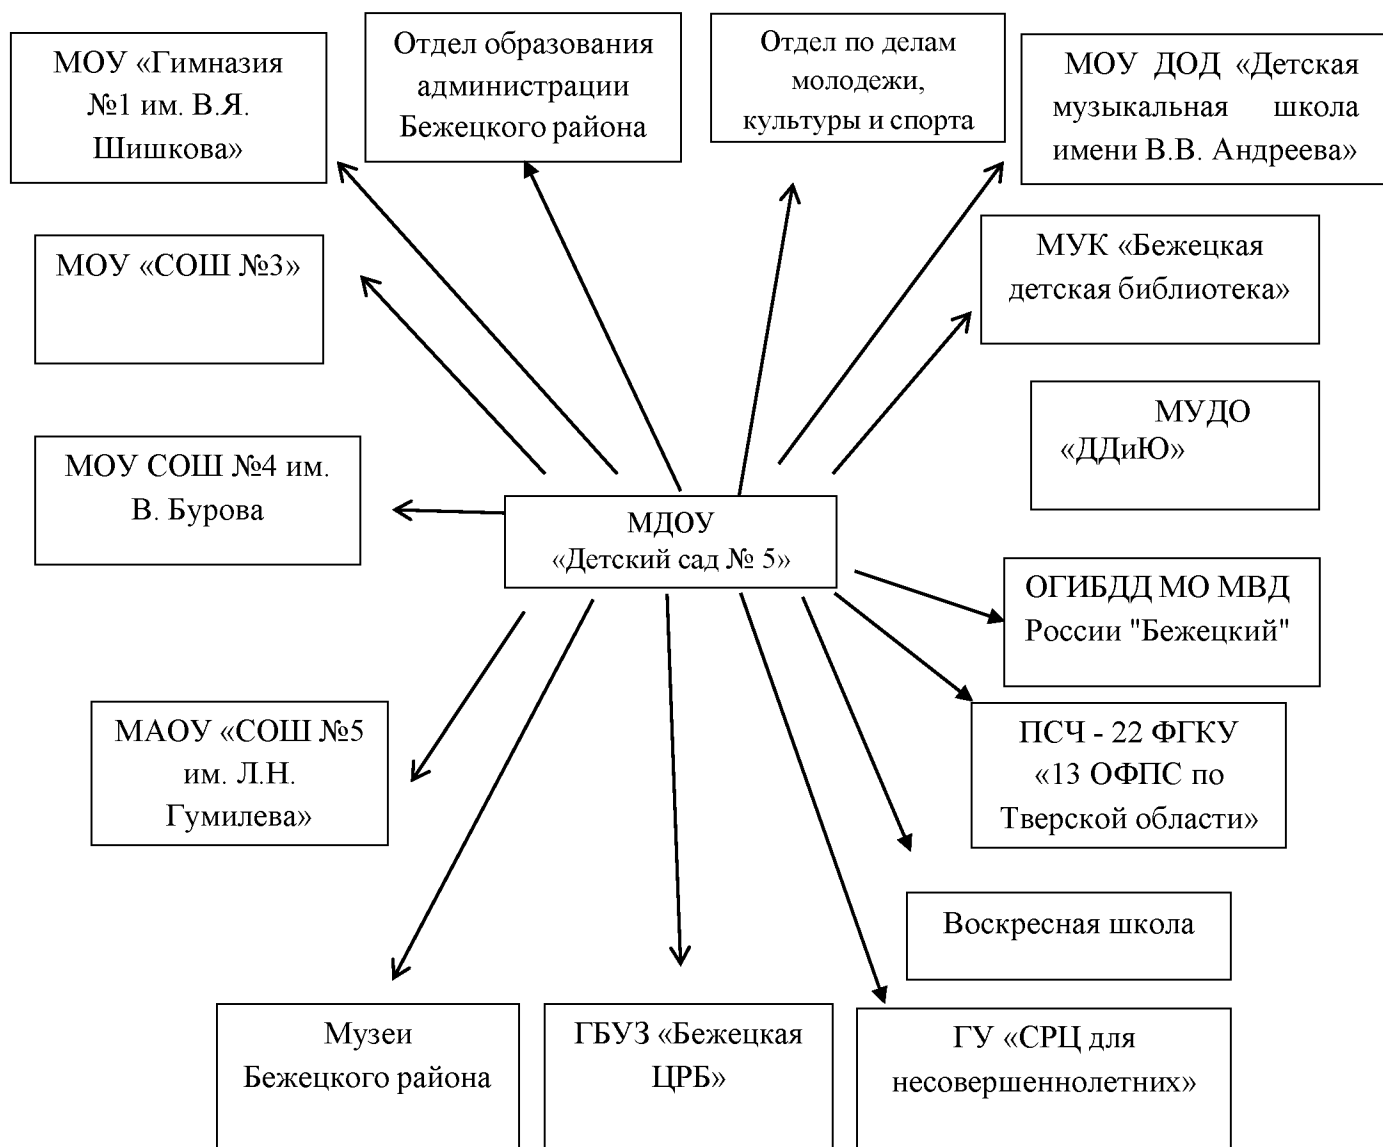 МОУ «Гимназия
№1 им. В.Я.
Шишкова»
Отдел образования
администрации
Бежецкого района
Отдел по делам
молодежи,
культуры и спорта
МОУ ДОД «Детская
музыкальная школа
имени В.В. Андреева»
МОУ «СОШ №3»
МУК «Бежецкая
детская библиотека»
МУДО
«ДДиЮ»
МОУ СОШ №4 им.
В. Бурова
МДОУ
«Детский сад № 5»
ОГИБДД МО МВД
России "Бежецкий"
МАОУ «СОШ №5
им. Л.Н.
Гумилева»
ПСЧ - 22 ФГКУ
«13 ОФПС по
Тверской области»
Воскресная школа
Музеи
Бежецкого района
ГБУЗ «Бежецкая
ЦРБ»
ГУ «СРЦ для
несовершеннолетних»